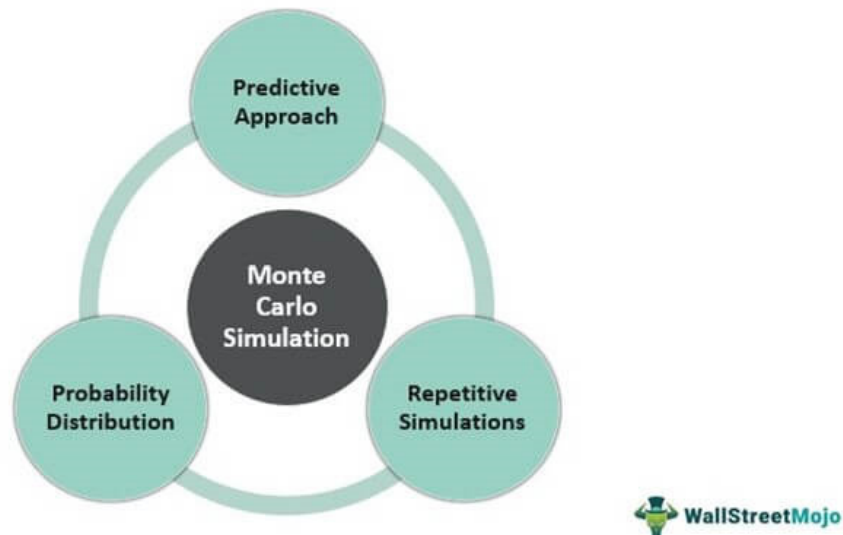 Predictive
Approach
Monte
Carlo
Simulation
Probability
Distribution
Repetitive
Simulations
WallStreetMojo